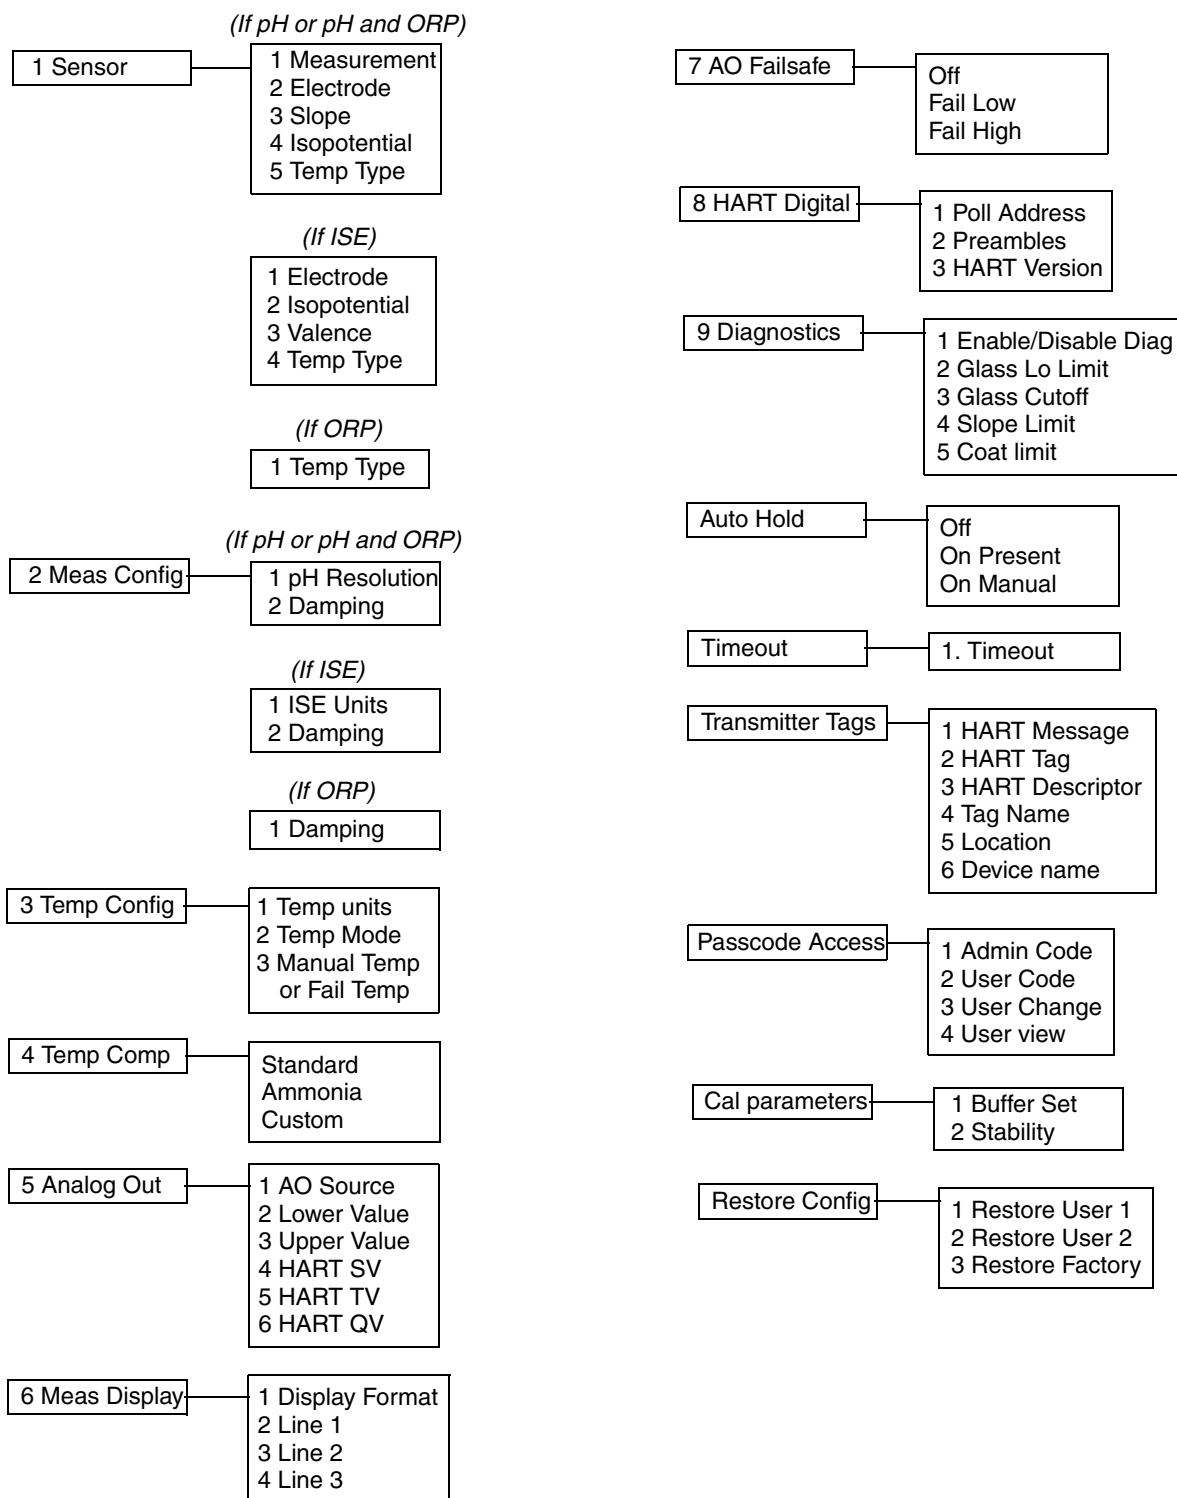 (If pH or pH and ORP)
1 Sensor
1 Measurement
2 Electrode
3 Slope
4 Isopotential
5 Temp Type
(If ISE)
1 Electrode
2 Isopotential
3 Valence
4 Temp Type
(If ORP)
1 Temp Type
(If pH or pH and ORP)
2 Meas Config
1 pH Resolution
2 Damping
(If ISE)
1 ISE Units
2 Damping
(If ORP)
1 Damping
3 Temp Config
1 Temp units
2 Temp Mode
3 Manual Temp
or Fail Temp
4 Temp Comp
Standard
Ammonia
Custom
5 Analog Out
1 AO Source
2 Lower Value
3 Upper Value
4 HART SV
5 HART TV
6 HART QV
6 Meas Display
1 Display Format
2 Line 1
3 Line 2
4 Line 3
7 AO Failsafe
Off
Fail Low
Fail High
8 HART Digital
1 Poll Address
2 Preambles
3 HART Version
9 Diagnostics
1 Enable/Disable Diag
2 Glass Lo Limit
3 Glass Cutoff
4 Slope Limit
5 Coat limit
Auto Hold
Off
On Present
On Manual
Timeout
1. Timeout
Transmitter Tags
1 HART Message
2 HART Tag
3 HART Descriptor
4 Tag Name
5 Location
6 Device name
Passcode Access
1 Admin Code
2 User Code
3 User Change
4 User view
Cal parameters
1 Buffer Set
2 Stability
Restore Config
1 Restore User 1
2 Restore User 2
3 Restore Factory